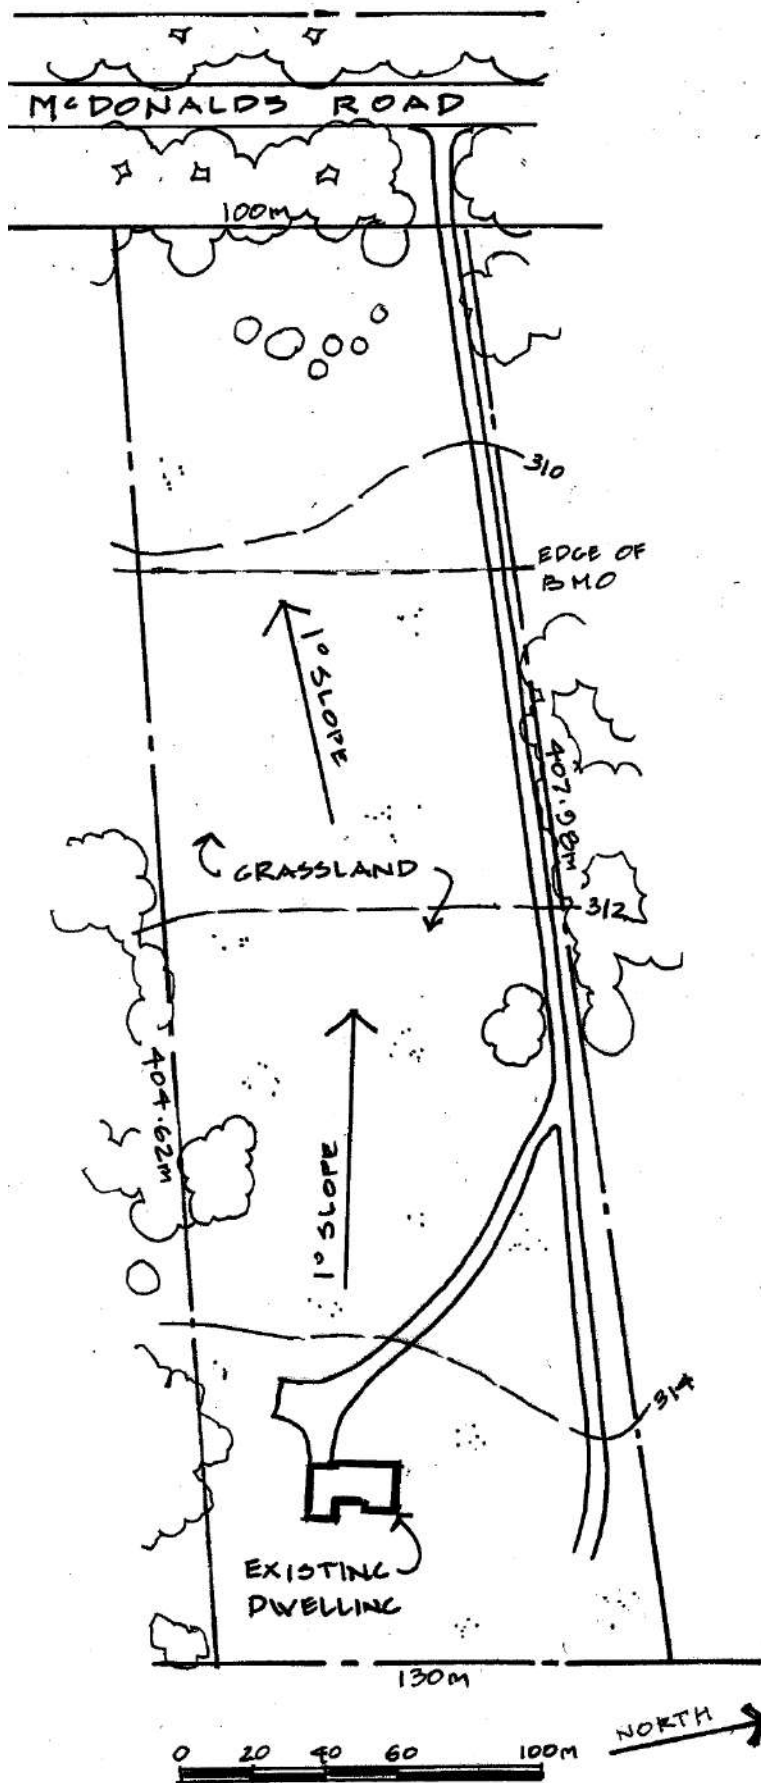 McDONALDS ROAD
100m
310
EDGE OF
BMO
1° SLOPE
407.98m
GRASSLAND
312
404.62m
1° SLOPE
314
EXISTING
DWELLING
130m
NORTH
0 20 40 60 100m